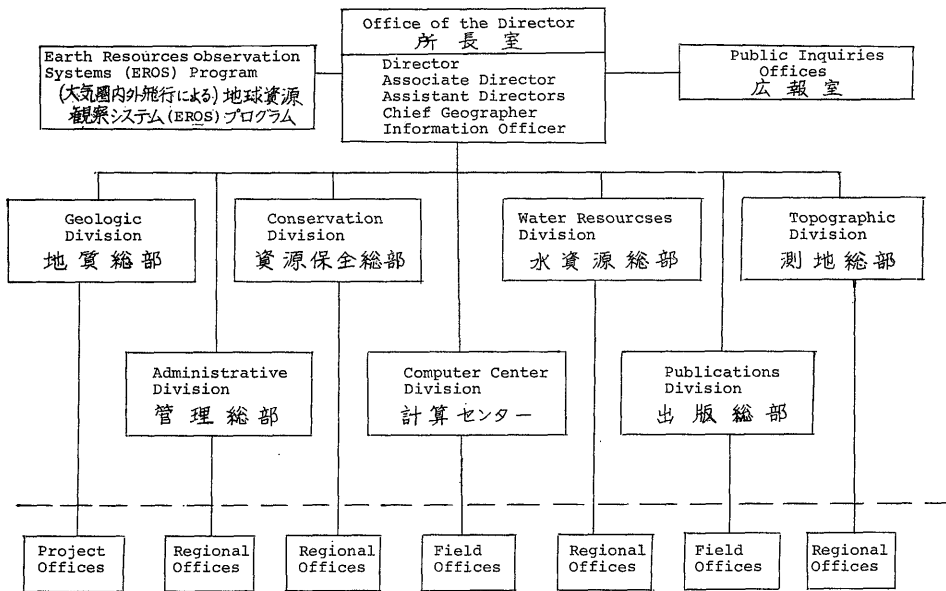 Office of the Director
所長室
Director
Associate Director
Assistant Directors
Chief Geographer
Information Officer
Earth Resources observation
Systems (EROS) Program
(大気圏内外飛行による)地球資源
観察システム(EROS)プログラム
Public Inquiries
Offices
広報室
Geologic
Division
地質総部
Conservation
Division
資源保全総部
Water Resourcses
Division
水資源総部
Topographic
Division
測地総部
Administrative
Division
管理総部
Computer Center
Division
計算センター
Publications
Division
出版総部
Project
Offices
Regional
Offices
Regional
Offices
Field
Offices
Regional
Offices
Field
Offices
Regional
Offices